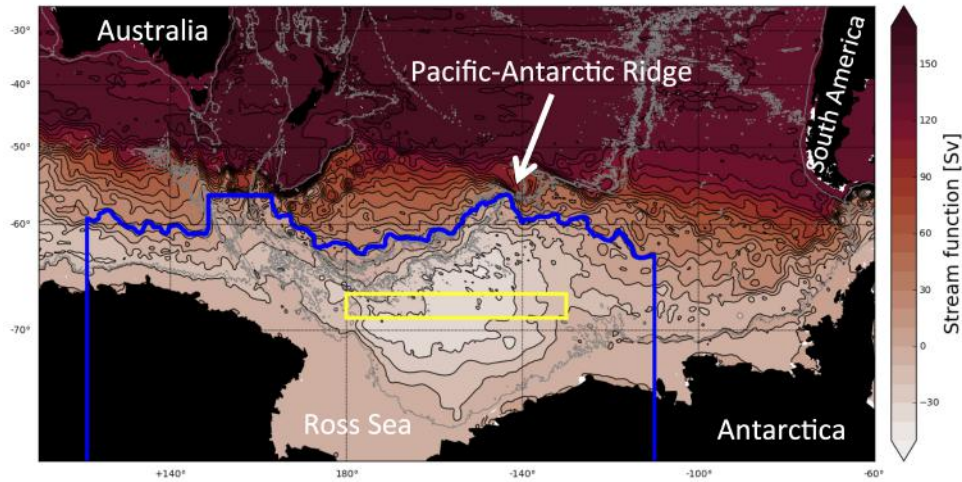 Australia
Pacific-Antarctic Ridge
South America
Ross Sea
Antarctica
-30°
-40°
-50°
-60°
-70°
+140°
180°
-140°
-100°
-60°
150
120
90
60
30
0
-30
Stream function [Sv]